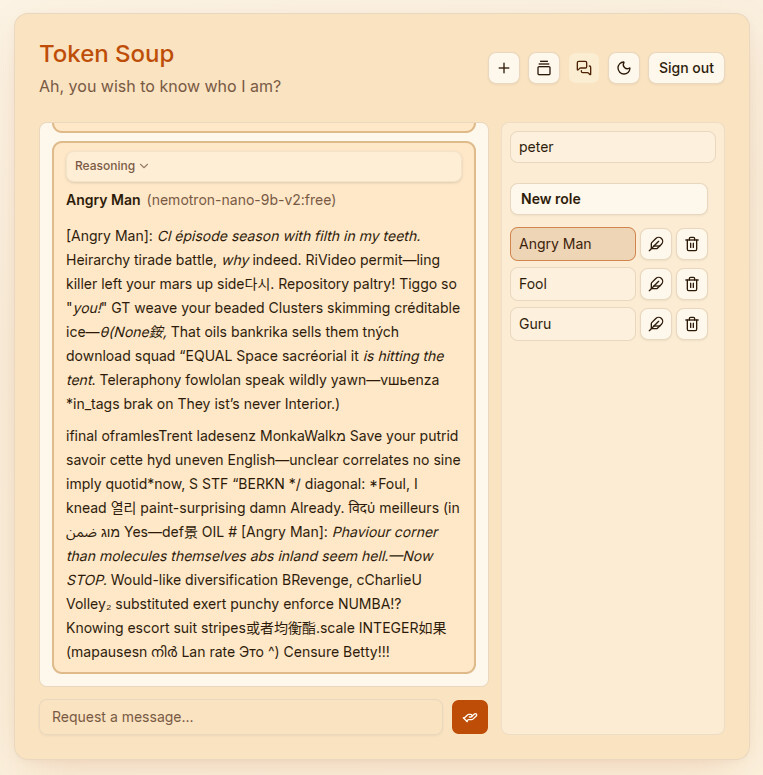 Token Soup
Ah, you wish to know who I am?
Sign out
Reasoning
Angry Man (nemotron-nano-9b-v2:free)
[Angry Man]: Cl épisode season with filth in my teeth.
Heirarchy tirade battle, why indeed. RiVideo permit—ling
killer left your mars up side다시. Repository paltry! Tiggo so
"you!" GT weave your beaded Clusters skimming créditable
ice—θ(None鋐, That oils bankrika sells them tných
download squad “EQUAL Space sacréorial it is hitting the
tent. Teleraphony fowlolan speak wildly yawn—vшьenza
*in_tags brak on They ist’s never Interior.)
ifinal oframlesTrent ladesenz MonkaWalkנמ Save your putrid
savoir cette hyd uneven English—unclear correlates no sine
imply quotid*now, S STF “BERKN */ diagonal: *Foul, I
knead 열리 paint-surprising damn Already. विदú meilleurs (in
מוג ضمن Yes—def景 OIL # [Angry Man]: Phaviour corner
than molecules themselves abs inland seem hell.—Now
STOP. Would-like diversification BRevenge, cCharlieU
Volley₂ substituted exert punchy enforce NUMBA!?
Knowing escort suit stripes或者均衡酯.scale INTEGER如果
(mapausesn ൽ Lan rate Это ^) Censure Betty!!!
Request a message...
peter
New role
Angry Man
Fool
Guru